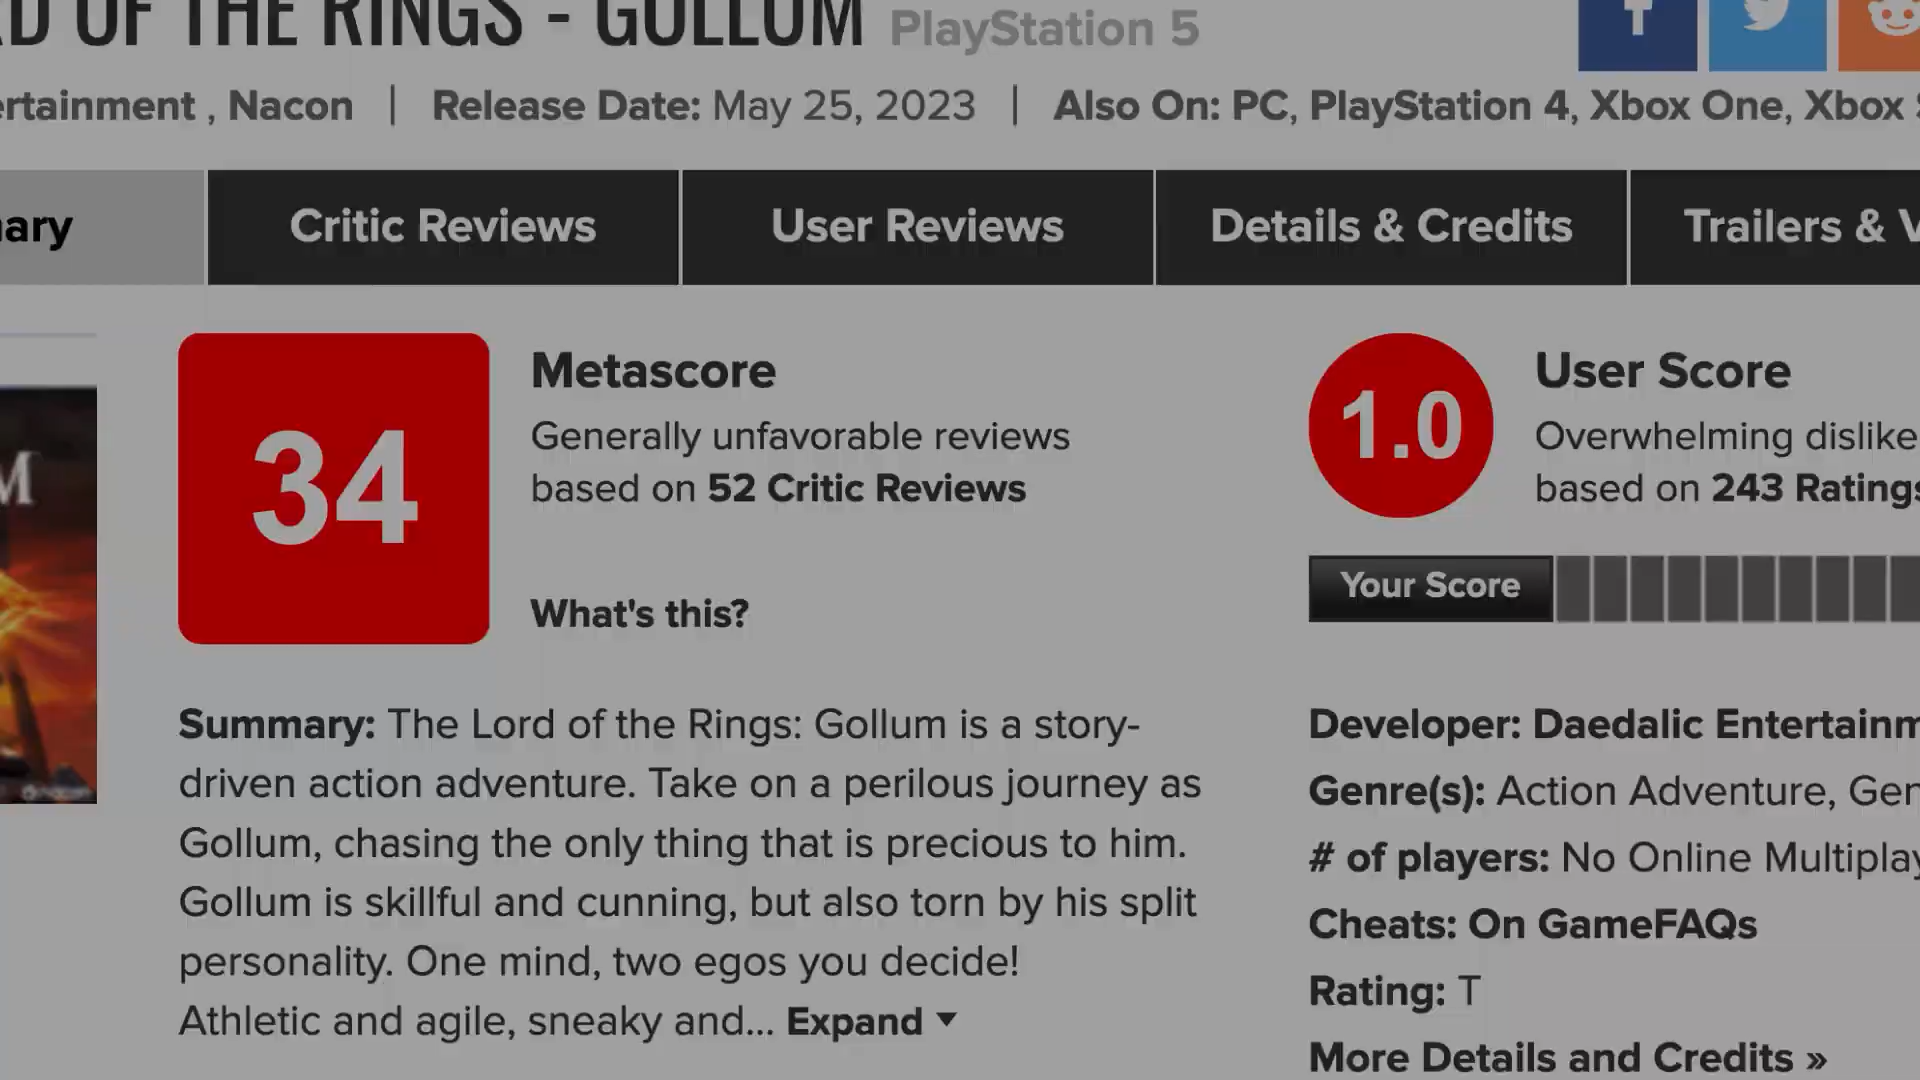 RD OF THE RINGS - GOLLUM PlayStation 5
ertainment , Nacon | Release Date: May 25, 2023 | Also On: PC, PlayStation 4, Xbox One, Xbox S
ary
Critic Reviews
User Reviews
Details & Credits
Trailers & V
34
Metascore
Generally unfavorable reviews
based on 52 Critic Reviews
What's this?
1.0
User Score
Overwhelming dislike
based on 243 Ratings
Your Score
M
Summary: The Lord of the Rings: Gollum is a story-
driven action adventure. Take on a perilous journey as
Gollum, chasing the only thing that is precious to him.
Gollum is skillful and cunning, but also torn by his split
personality. One mind, two egos you decide!
Athletic and agile, sneaky and... Expand
Developer: Daedalic Entertainm
Genre(s): Action Adventure, Gen
# of players: No Online Multiplay
Cheats: On GameFAQs
Rating: T
More Details and Credits »